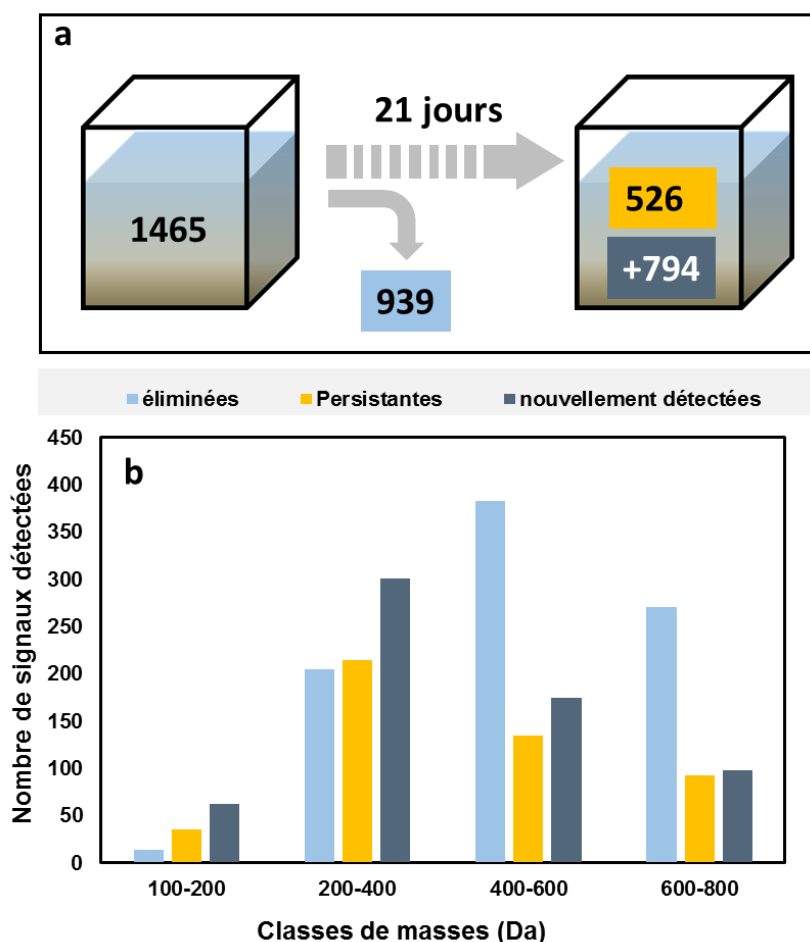 a
21 jours
1465
526
+794
939
éliminées Persistantes nouvellement détectées
b
Nombre de signaux détectées
450
400
350
300
250
200
150
100
50
0
100-200 200-400 400-600 600-800
Classes de masses (Da)